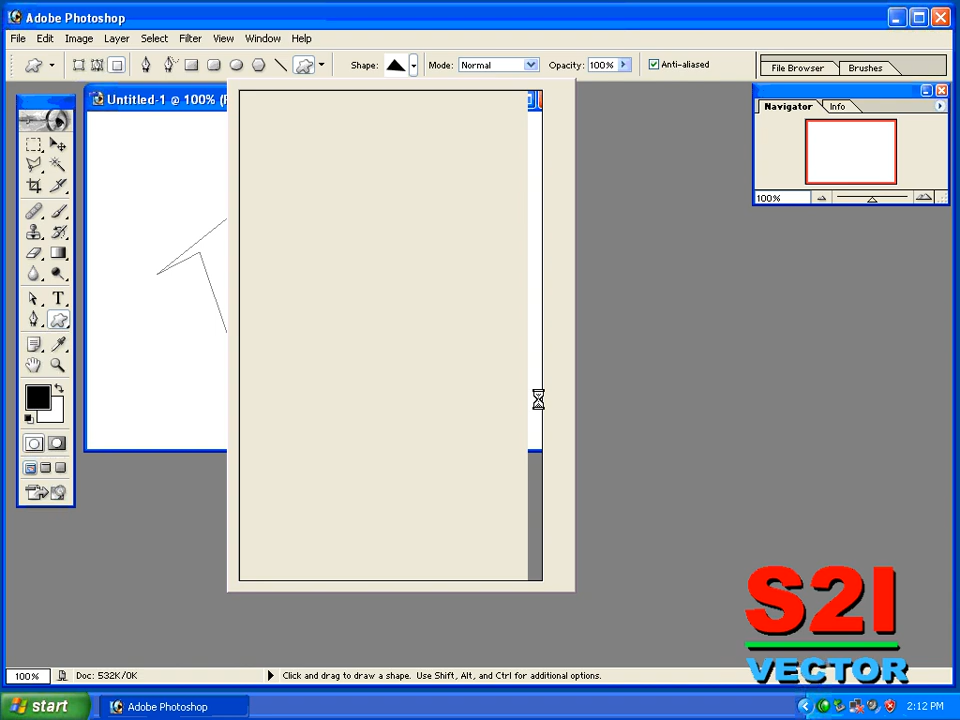 Adobe Photoshop
File Edit Image Layer Select Filter View Window Help
Shape: Mode: Normal Opacity: 100% Anti-aliased File Browser Brushes
Untitled-1 @ 100% (
Navigator Info
100%
T
S2I
VECTOR
100% Doc: 532K/0K Click and drag to draw a shape. Use Shift, Alt, and Ctrl for additional options.
start Adobe Photoshop 2:12 PM